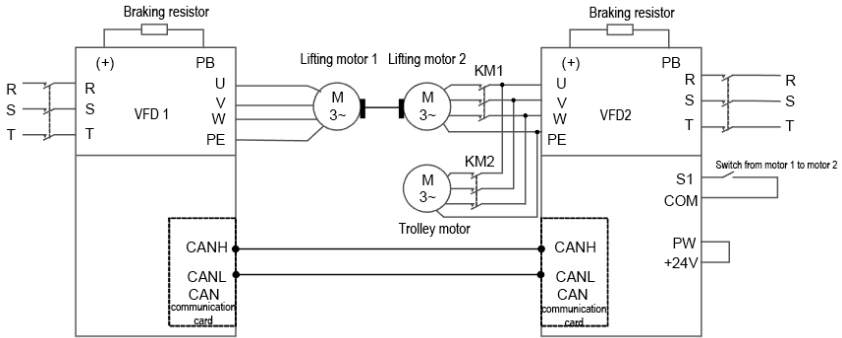 Braking resistor
Braking resistor
(+)
PB
Lifting motor 1
Lifting motor 2
KM1
(+)
PB
R
R
U
M
3~
M
3~
U
R
R
S
S
VFD 1
V
V
VFD2
S
S
W
W
T
T
PE
PE
T
T
KM2
M
3~
Trolley motor
Switch from motor 1 to motor 2
S1
COM
PW
+24V
CANH
CANL
CAN
communication
card
CANH
CANL
CAN
communication
card